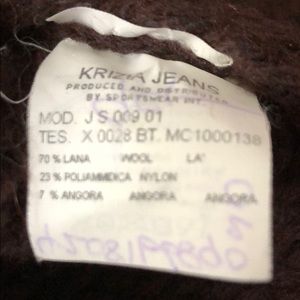 KRIZIA JEANS
PRODUCED AND DISTRIBUTED
BY SPORTSWEAR INT.
MOD. J S 009 01
TES. X 0028 BT. MC1000138
70 % LANA WOOL LA
23 % POLIAMMIDICA NYLON
7 % ANGORA ANGORA ANGORA